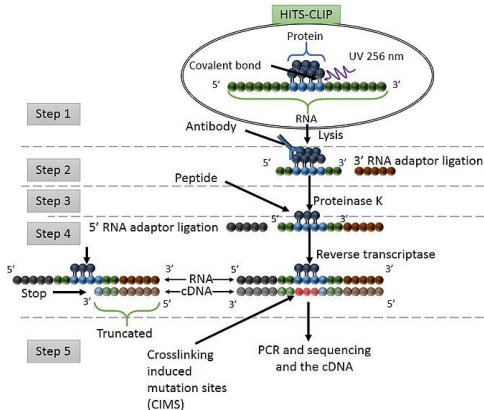 HITS-CLIP
Protein
UV 256 nm
Covalent bond
5’
3’
RNA
Step 1
Lysis
Antibody
Step 2
5’
3’
3’ RNA adaptor ligation
Peptide
Step 3
Proteinase K
Step 4
5’ RNA adaptor ligation
5’
3’
Reverse transcriptase
5’
3’
RNA
5’
3’
Stop
cDNA
3’
5’
3’
5’
Truncated
Step 5
Crosslinking
induced
mutation sites
(CIMS)
PCR and sequencing
and the cDNA